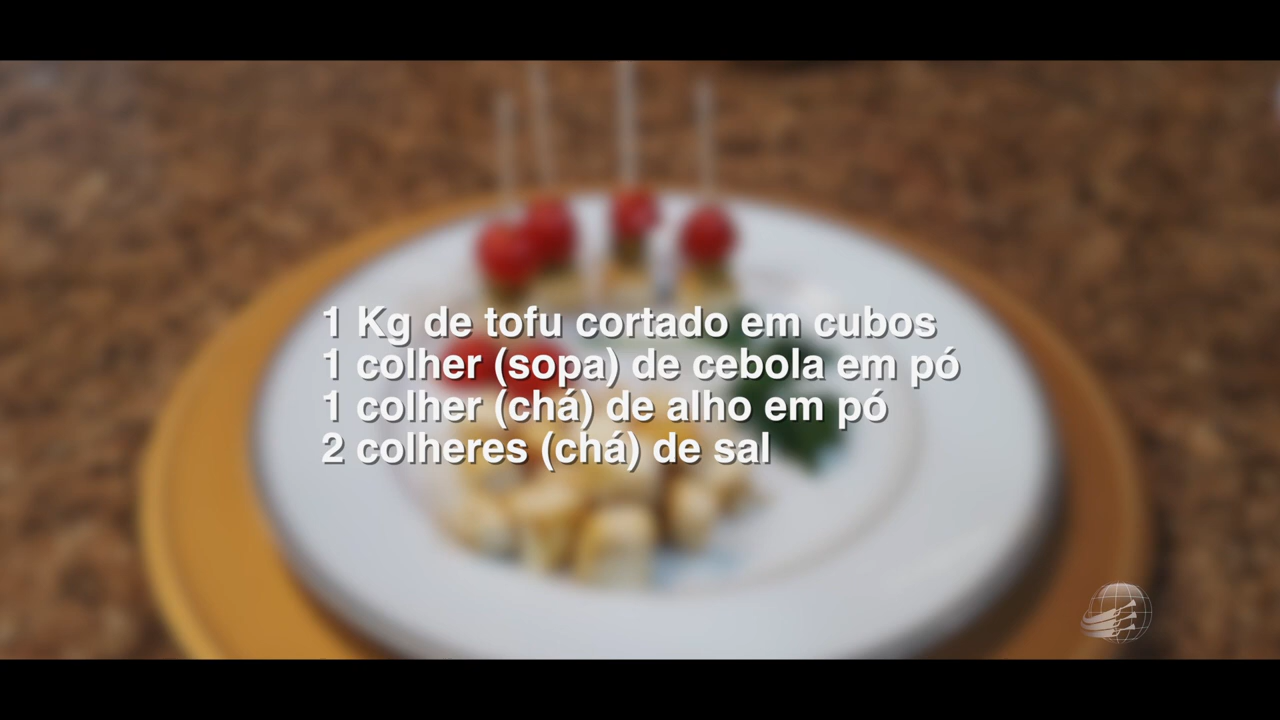 1 Kg de tofu cortado em cubos
1 colher (sopa) de cebola em pó
1 colher (chá) de alho em pó
2 colheres (chá) de sal